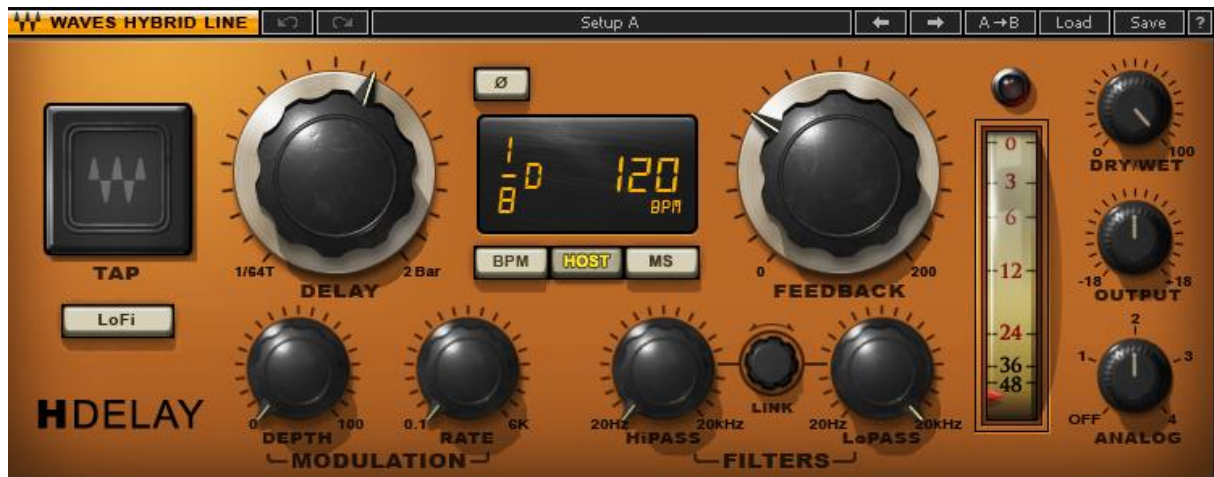 WAVES HYBRID LINE
Setup A
A→B
Load
Save
?
TAP
LoFi
HDELAY
1/64T
2 Bar
DELAY
Ø
1/8 D
120
BPM
BPM
HOST
MS
0
200
FEEDBACK
0
100
DEPTH
0.1
6K
RATE
MODULATION
20Hz
20kHz
HiPASS
LINK
20Hz
20kHz
LoPASS
FILTERS
0
3
6
12
24
36
48
0
100
DRY/WET
-18
+18
OUTPUT
OFF
1
2
3
4
ANALOG